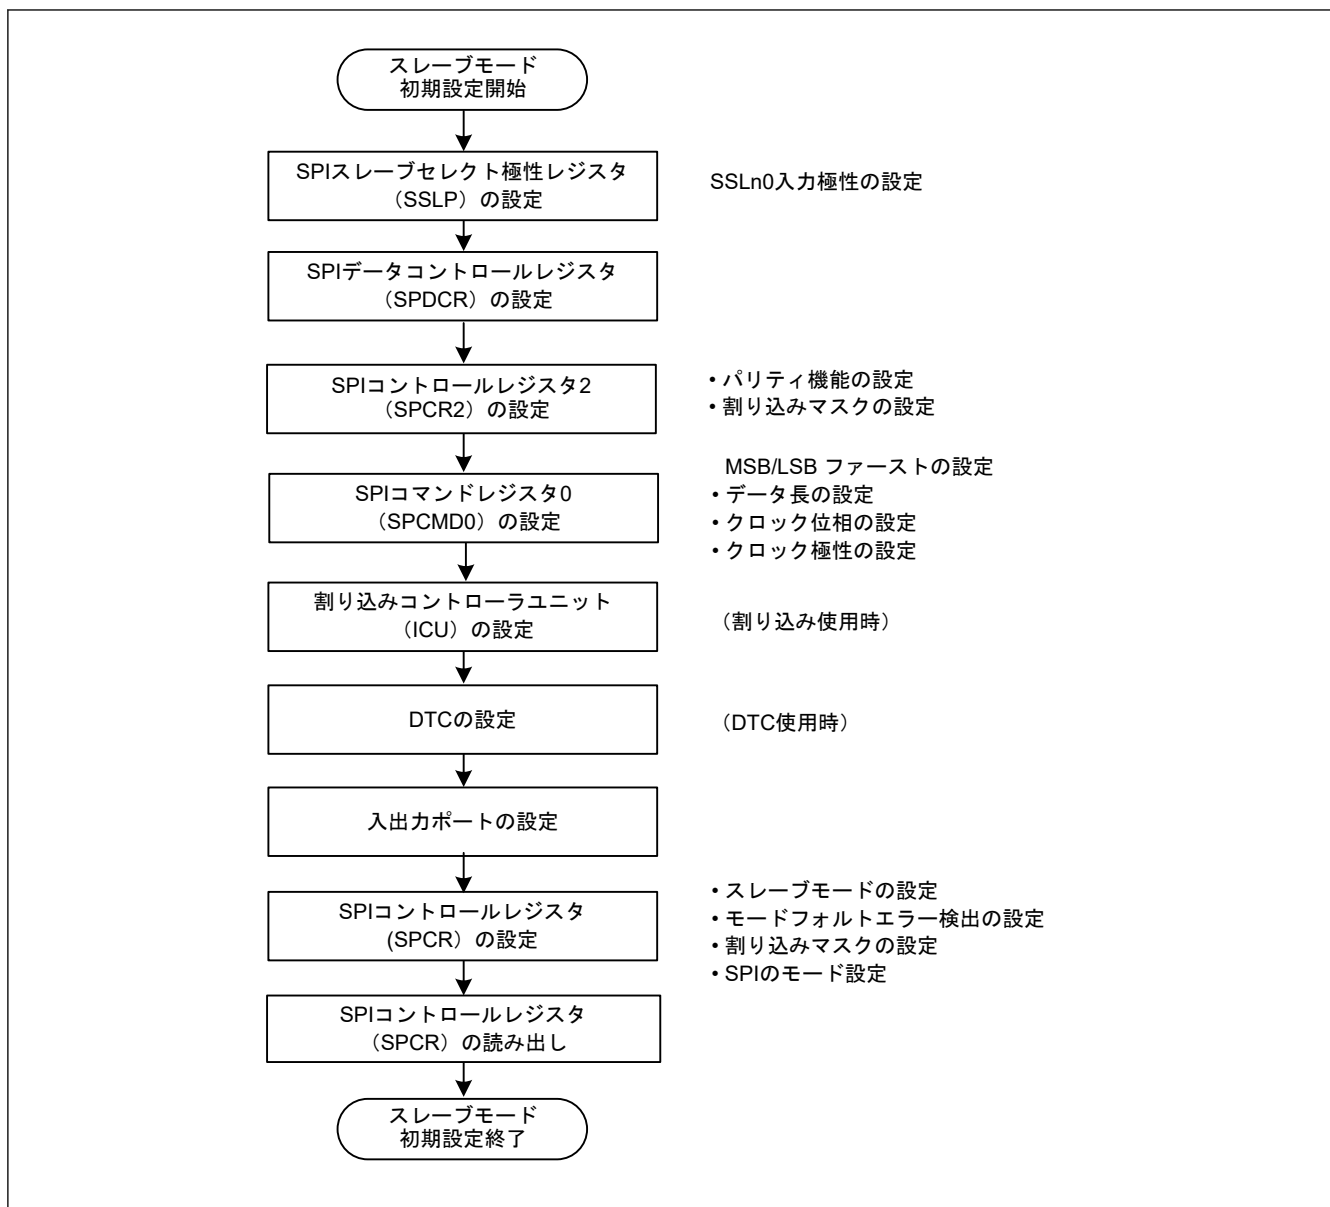 スレーブモード
初期設定開始
SPIスレーブセレクト極性レジスタ
（SSLP）の設定
SSLn0入力極性の設定
SPIデータコントロールレジスタ
（SPDCR）の設定
SPIコントロールレジスタ2
（SPCR2）の設定
• パリティ機能の設定
• 割り込みマスクの設定
SPIコマンドレジスタ0
（SPCMD0）の設定
MSB/LSB ファーストの設定
• データ長の設定
• クロック位相の設定
• クロック極性の設定
割り込みコントローラユニット
（ICU）の設定
（割り込み使用時）
DTCの設定
（DTC使用時）
入出力ポートの設定
SPIコントロールレジスタ
(SPCR）の設定
• スレーブモードの設定
• モードフォルトエラー検出の設定
• 割り込みマスクの設定
• SPIのモード設定
SPIコントロールレジスタ
（SPCR）の読み出し
スレーブモード
初期設定終了